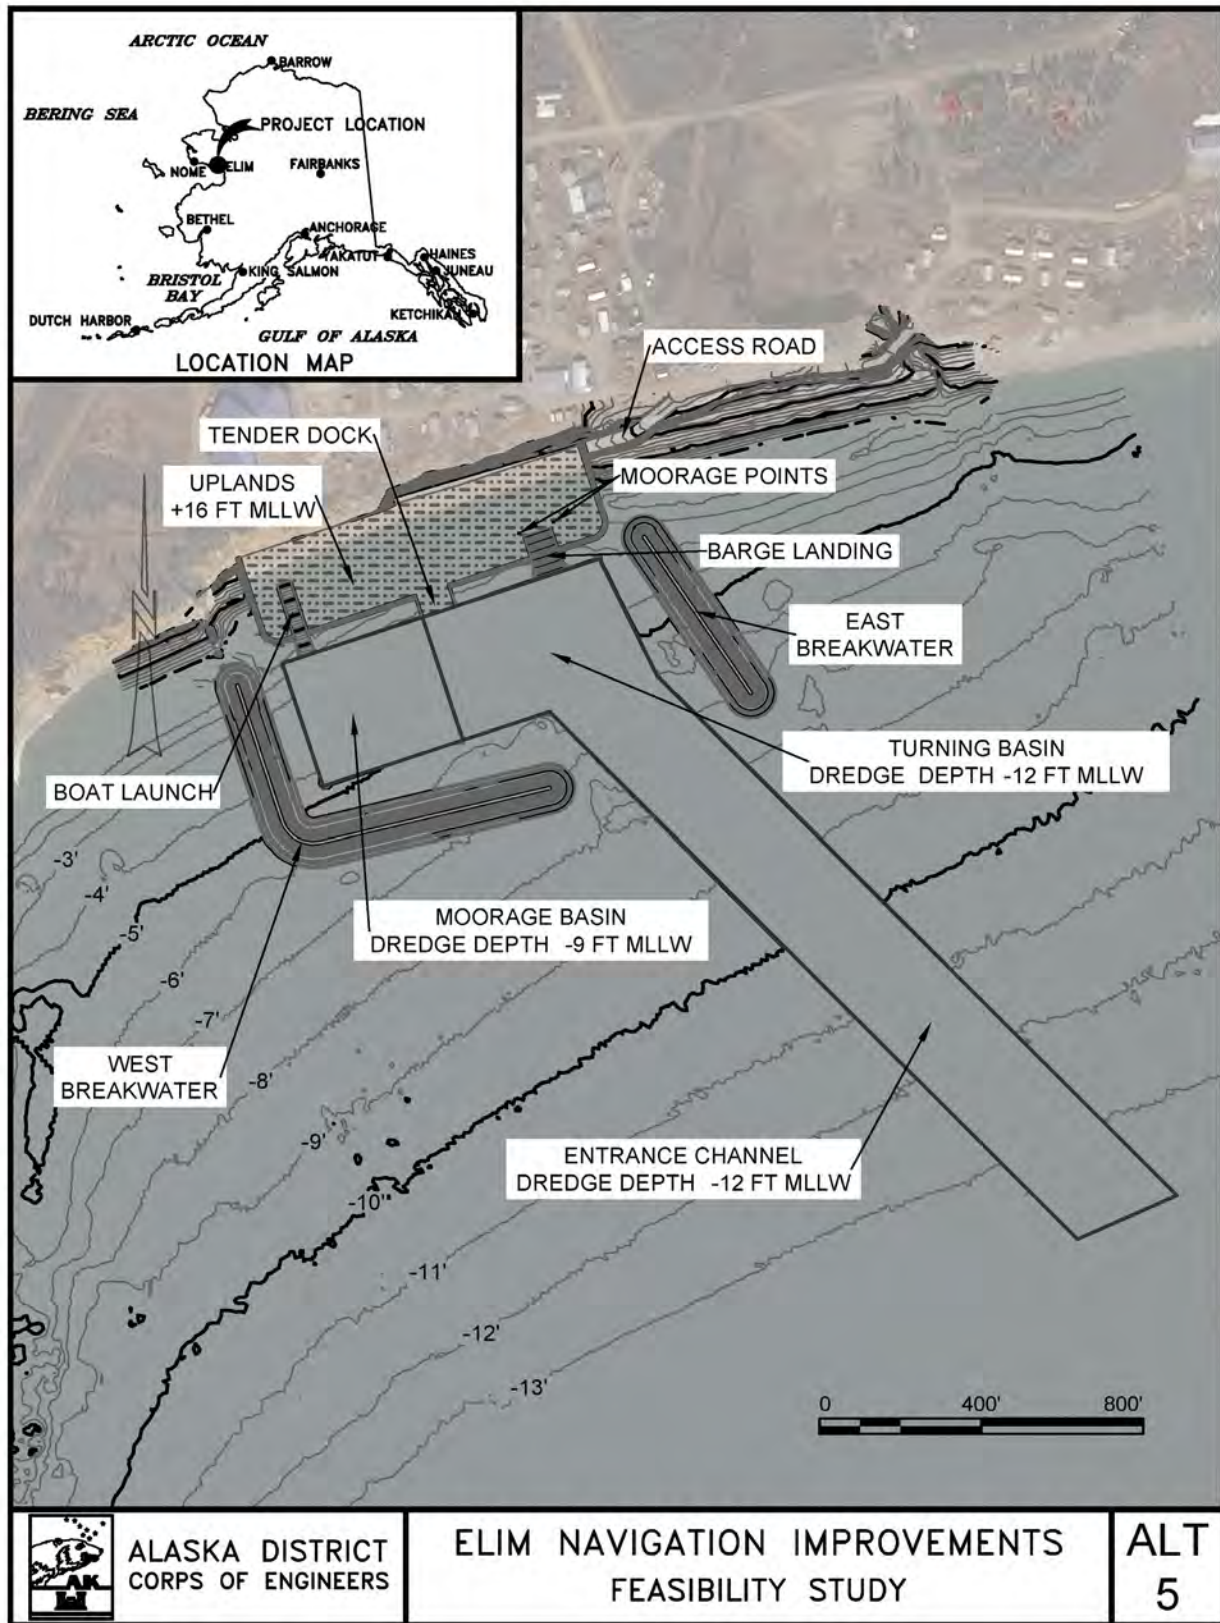 ARCTIC OCEAN
BARROW
BERING SEA
PROJECT LOCATION
NOME
ELIM
FAIRBANKS
BETHEL
ANCHORAGE
YAKATUT
HAINES
JUNEAU
BRISTOL
BAY
KING SALMON
KETCHIKAN
DUTCH HARBOR
GULF OF ALASKA
LOCATION MAP
ACCESS ROAD
TENDER DOCK
UPLANDS
+16 FT MLLW
MOORAGE POINTS
BARGE LANDING
EAST
BREAKWATER
N
TURNING BASIN
DREDGE DEPTH -12 FT MLLW
BOAT LAUNCH
-3'
-4'
-5'
-6'
-7'
-8'
-9'
-10"
-11'
-12'
-13'
MOORAGE BASIN
DREDGE DEPTH -9 FT MLLW
WEST
BREAKWATER
ENTRANCE CHANNEL
DREDGE DEPTH -12 FT MLLW
0 400' 800'
AK
ALASKA DISTRICT
CORPS OF ENGINEERS
ELIM NAVIGATION IMPROVEMENTS
FEASIBILITY STUDY
ALT
5